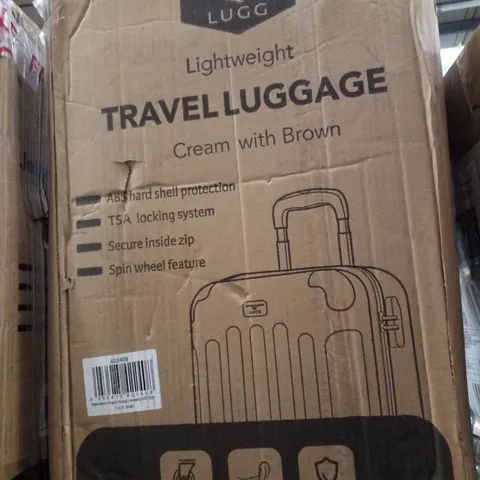 LUGG
Lightweight
TRAVEL LUGGAGE
Cream with Brown
ABS hard shell protection
TSA locking system
Secure inside zip
Spin wheel feature
LUGG